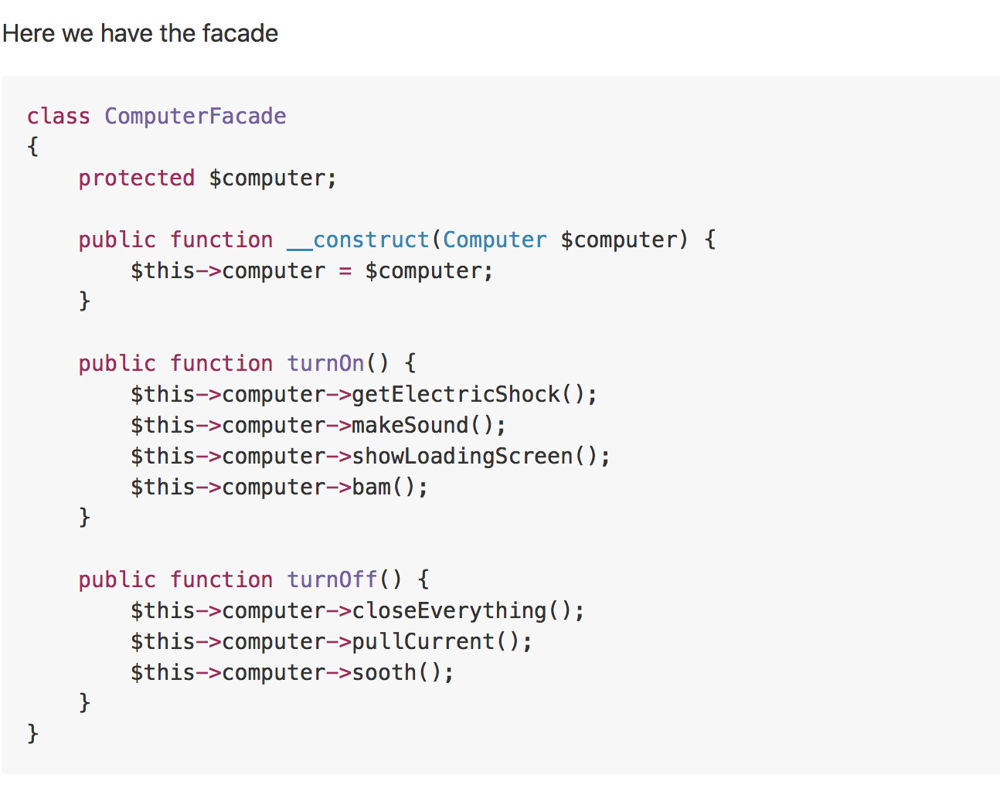 Here we have the facade
class ComputerFacade
{
    protected $computer;

    public function __construct(Computer $computer) {
        $this->computer = $computer;
    }

    public function turnOn() {
        $this->computer->getElectricShock();
        $this->computer->makeSound();
        $this->computer->showLoadingScreen();
        $this->computer->bam();
    }

    public function turnOff() {
        $this->computer->closeEverything();
        $this->computer->pullCurrent();
        $this->computer->sooth();
    }
}